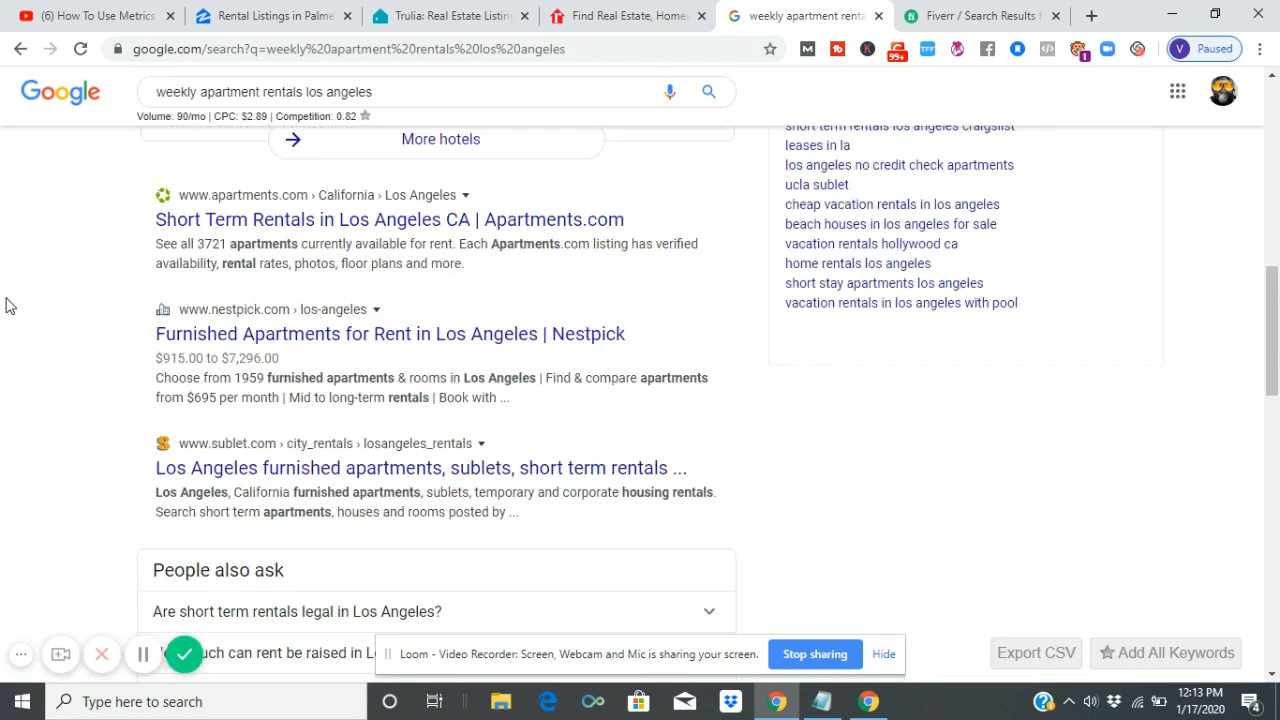 (6) How To Use Metrics
Rental Listings in Palme
Trulia: Real Estate Listing:
Find Real Estate, Homes
weekly apartment renta
Fiverr / Search Results f
google.com/search?q=weekly%20apartment%20rentals%20los%20angeles
99+
TFF
1
V
Paused
Google
weekly apartment rentals los angeles
Volume: 90/mo | CPC: $2.89 | Competition: 0.82
More hotels
www.apartments.com › California › Los Angeles
Short Term Rentals in Los Angeles CA | Apartments.com
See all 3721 apartments currently available for rent. Each Apartments.com listing has verified
availability, rental rates, photos, floor plans and more.
www.nestpick.com › los-angeles
Furnished Apartments for Rent in Los Angeles | Nestpick
$915.00 to $7,296.00
Choose from 1959 furnished apartments & rooms in Los Angeles | Find & compare apartments
from $695 per month | Mid to long-term rentals | Book with ...
www.sublet.com › city_rentals › losangeles_rentals
Los Angeles furnished apartments, sublets, short term rentals ...
Los Angeles, California furnished apartments, sublets, temporary and corporate housing rentals.
Search short term apartments, houses and rooms posted by ...
People also ask
Are short term rentals legal in Los Angeles?
uch can rent be raised in L
short term rentals los angeles craigslist
leases in la
los angeles no credit check apartments
ucla sublet
cheap vacation rentals in los angeles
beach houses in los angeles for sale
vacation rentals hollywood ca
home rentals los angeles
short stay apartments los angeles
vacation rentals in los angeles with pool
Loom - Video Recorder: Screen, Webcam and Mic is sharing your screen.
Stop sharing
Hide
Export CSV
Add All Keywords
Type here to search
12:13 PM
1/17/2020
4